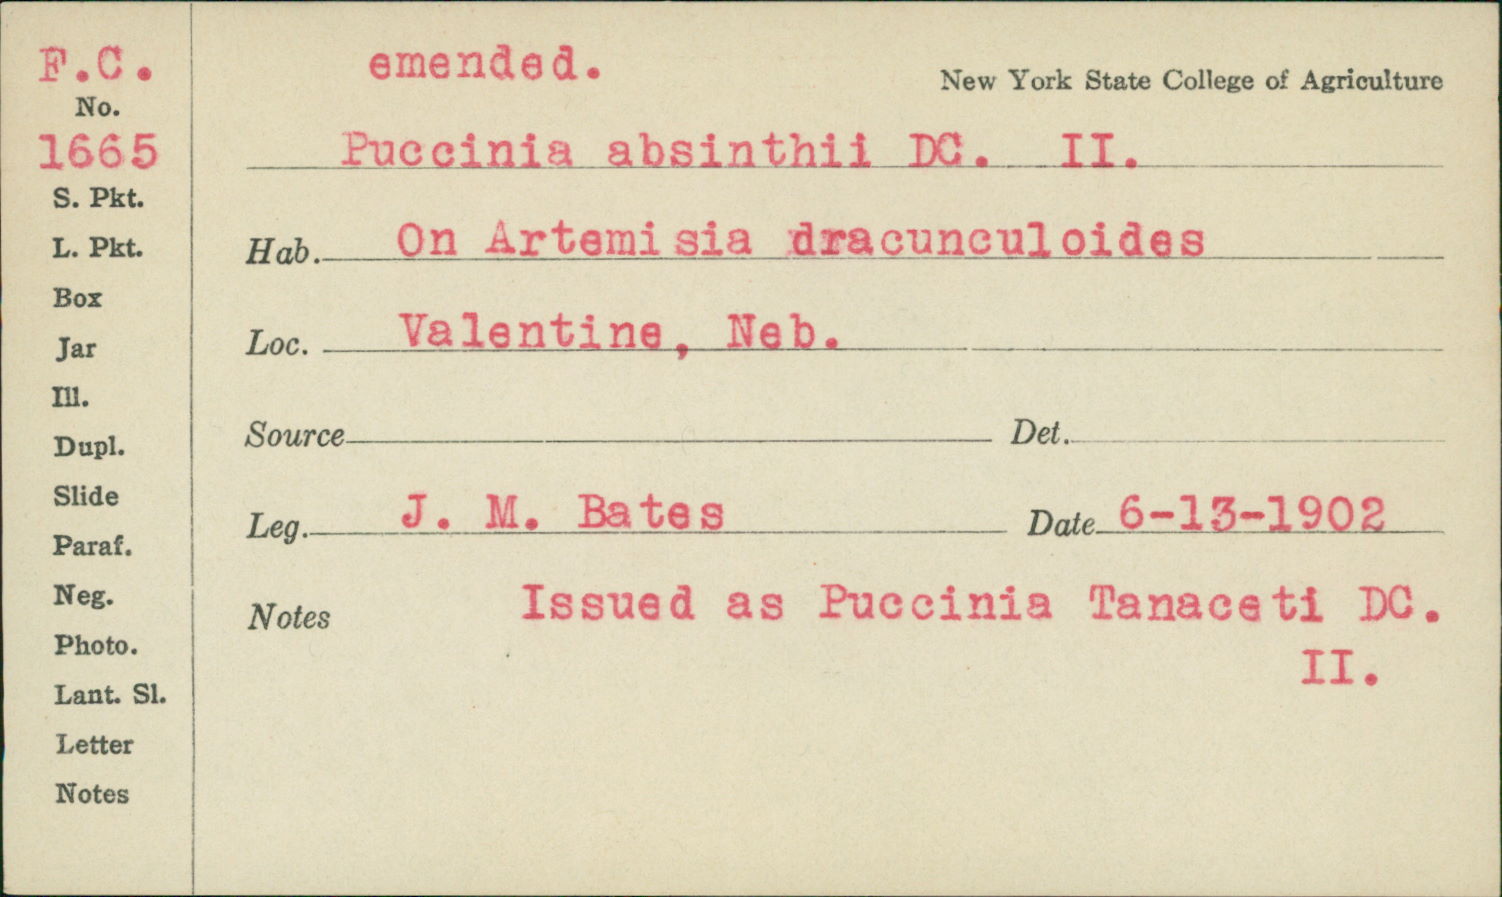 F.C.
No.
1665
S. Pkt.
L. Pkt.
Box
Jar
Ill.
Dupl.
Slide
Paraf.
Neg.
Photo.
Lant. Sl.
Letter
Notes
emended.
New York State College of Agriculture
Puccinia absinthii DC. II.
Hab. On Artemisia dracunculoides
Loc. Valentine, Neb.
Source Det.
Leg. J. M. Bates Date 6-13-1902
Notes Issued as Puccinia Tanaceti DC.
II.